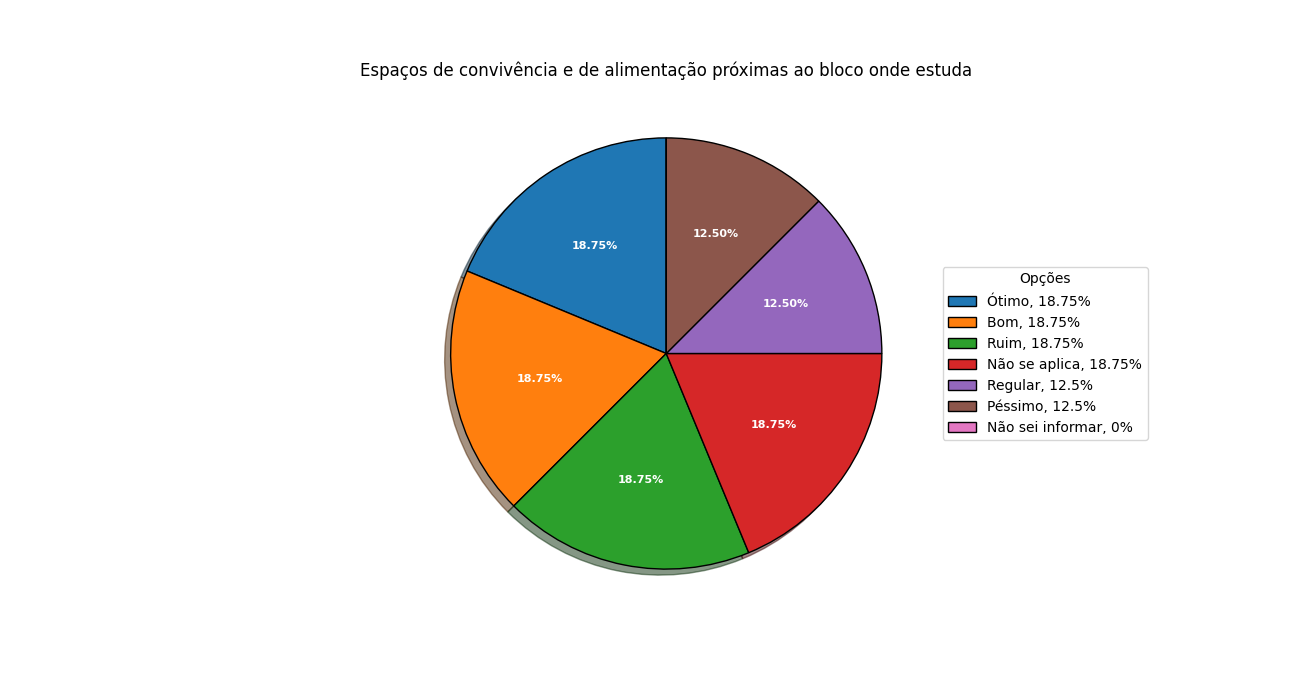 Espaços de convivência e de alimentação próximas ao bloco onde estuda
12.50%
18.75%
12.50%
18.75%
18.75%
18.75%
Opções
Ótimo, 18.75%
Bom, 18.75%
Ruim, 18.75%
Não se aplica, 18.75%
Regular, 12.5%
Péssimo, 12.5%
Não sei informar, 0%